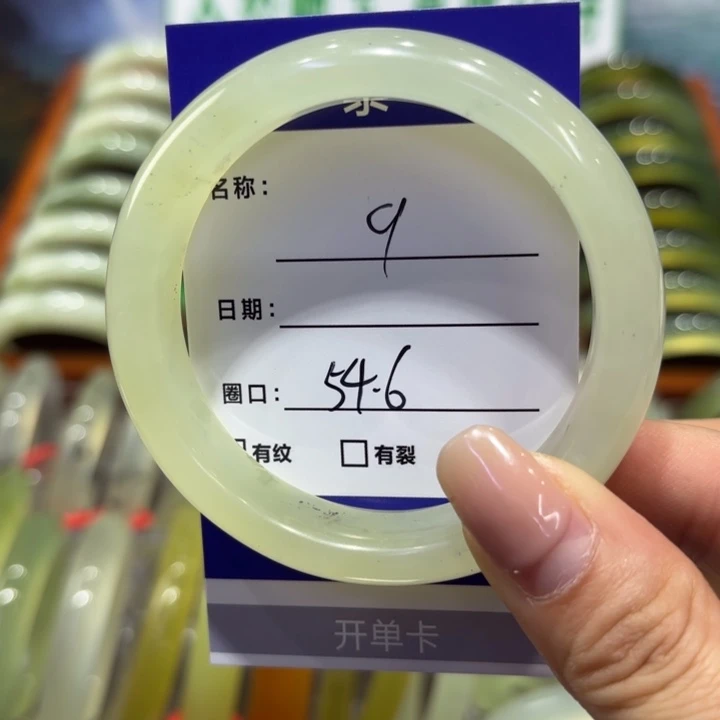 名称：9
日期：
圈口：54.6
有纹 有裂
开单卡